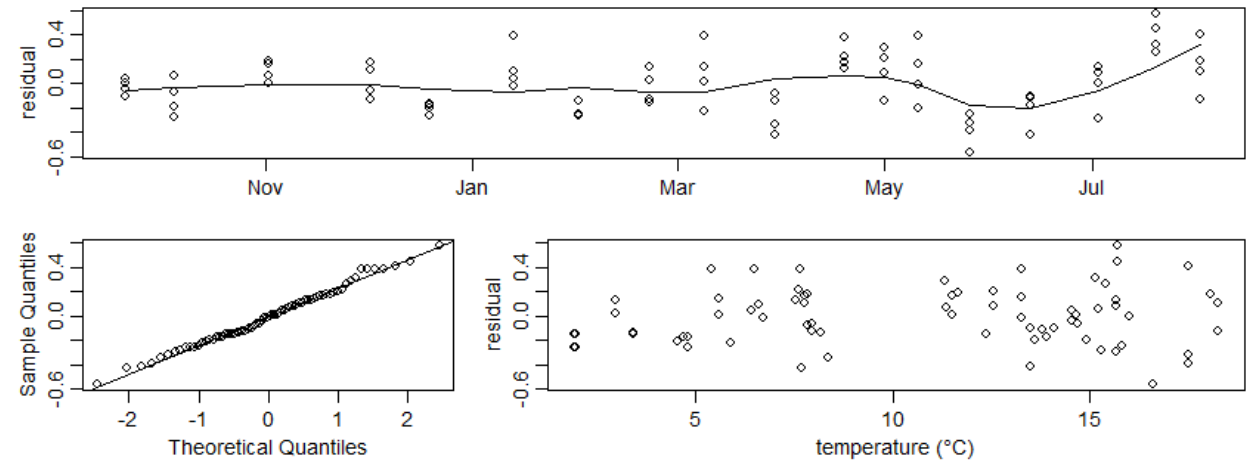 residual
0.4
0.0
-0.6
Nov Jan Mar May Jul
Sample Quantiles
0.4
0.0
-0.6
-2 -1 0 1 2
Theoretical Quantiles
residual
0.4
0.0
-0.6
5 10 15
temperature (°C)